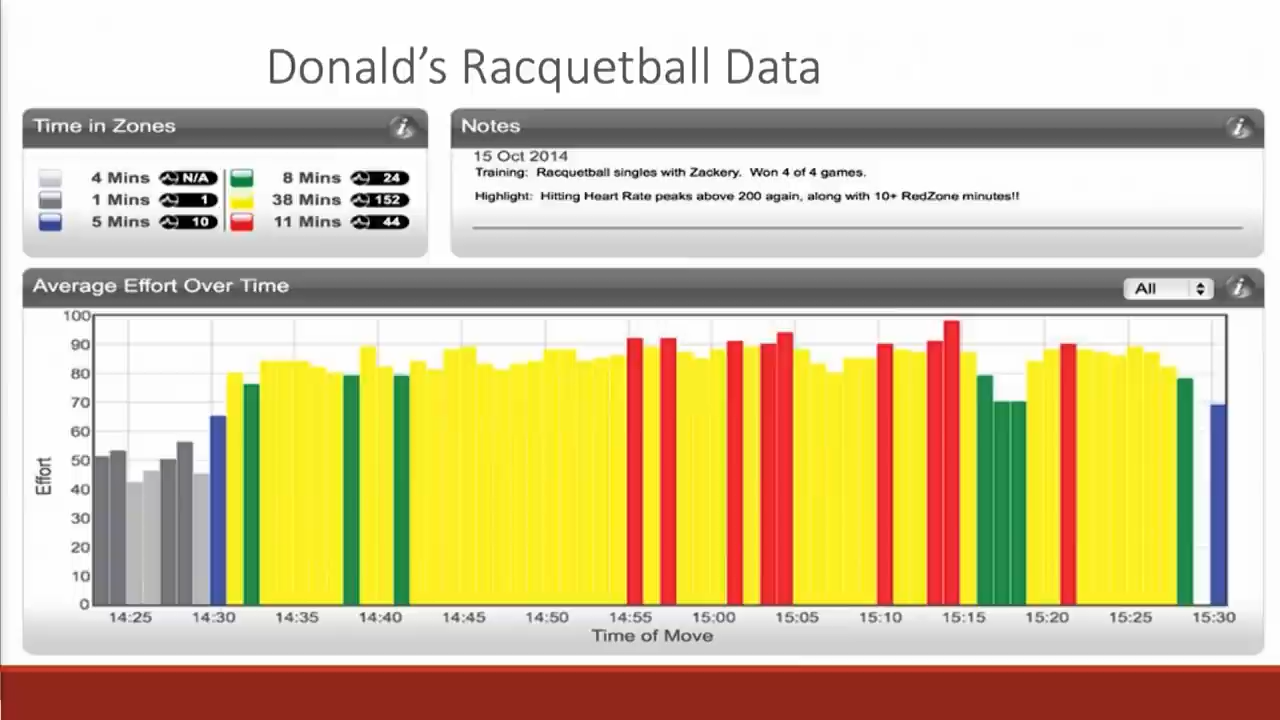 Donald's Racquetball Data
Time in Zones
4 Mins N/A 8 Mins 24
1 Mins 1 38 Mins 152
5 Mins 10 11 Mins 44
Notes
15 Oct 2014
Training: Racquetball singles with Zackery. Won 4 of 4 games.
Highlight: Hitting Heart Rate peaks above 200 again, along with 10+ RedZone minutes!!
Average Effort Over Time
All
100
90
80
70
60
50
40
30
20
10
0
Effort
14:25 14:30 14:35 14:40 14:45 14:50 14:55 15:00 15:05 15:10 15:15 15:20 15:25 15:30
Time of Move